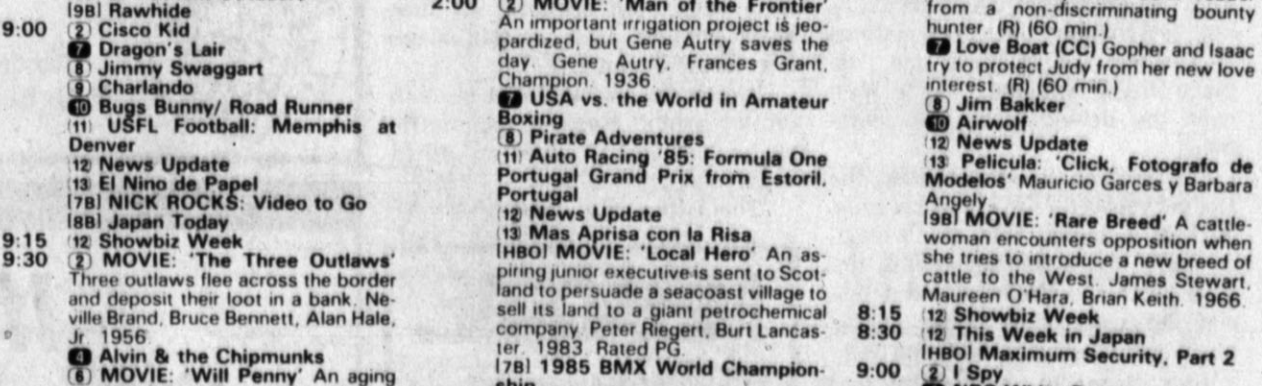 [9B] Rawhide
9:00 (2) Cisco Kid
7 Dragon's Lair
(8) Jimmy Swaggart
(9) Charlando
10 Bugs Bunny/ Road Runner
(11) USFL Football: Memphis at
Denver
(12 News Update
(13 El Nino de Papel
[7B] NICK ROCKS: Video to Go
[8B] Japan Today
9:15 (12 Showbiz Week
9:30 (2) MOVIE: 'The Three Outlaws'
Three outlaws flee across the border
and deposit their loot in a bank. Ne-
ville Brand, Bruce Bennett, Alan Hale,
Jr. 1956.
4 Alvin & the Chipmunks
(6) MOVIE: 'Will Penny' An aging
2:00 (2) MOVIE: 'Man of the Frontier'
An important irrigation project is jeo-
pardized, but Gene Autry saves the
day. Gene Autry, Frances Grant,
Champion. 1936.
7 USA vs. the World in Amateur
Boxing
(8) Pirate Adventures
(11) Auto Racing '85: Formula One
Portugal Grand Prix from Estoril,
Portugal
(12) News Update
(13) Mas Aprisa con la Risa
[HBO] MOVIE: 'Local Hero' An as-
piring junior executive is sent to Scot-
land to persuade a seacoast village to
sell its land to a giant petrochemical
company. Peter Riegert, Burt Lancas-
ter. 1983. Rated PG.
[7B] 1985 BMX World Champion-
ship
from a non-discriminating bounty
hunter. (R) (60 min.)
7 Love Boat (CC) Gopher and Isaac
try to protect Judy from her new love
interest. (R) (60 min.)
(8) Jim Bakker
10 Airwolf
(12 News Update
(13 Pelicula: 'Click, Fotografo de
Modelos' Mauricio Garces y Barbara
Angely
[9B] MOVIE: 'Rare Breed' A cattle-
woman encounters opposition when
she tries to introduce a new breed of
cattle to the West. James Stewart,
Maureen O'Hara, Brian Keith. 1966.
8:15 (12 Showbiz Week
8:30 (12 This Week in Japan
[HBO] Maximum Security, Part 2
9:00 (2) I Spy